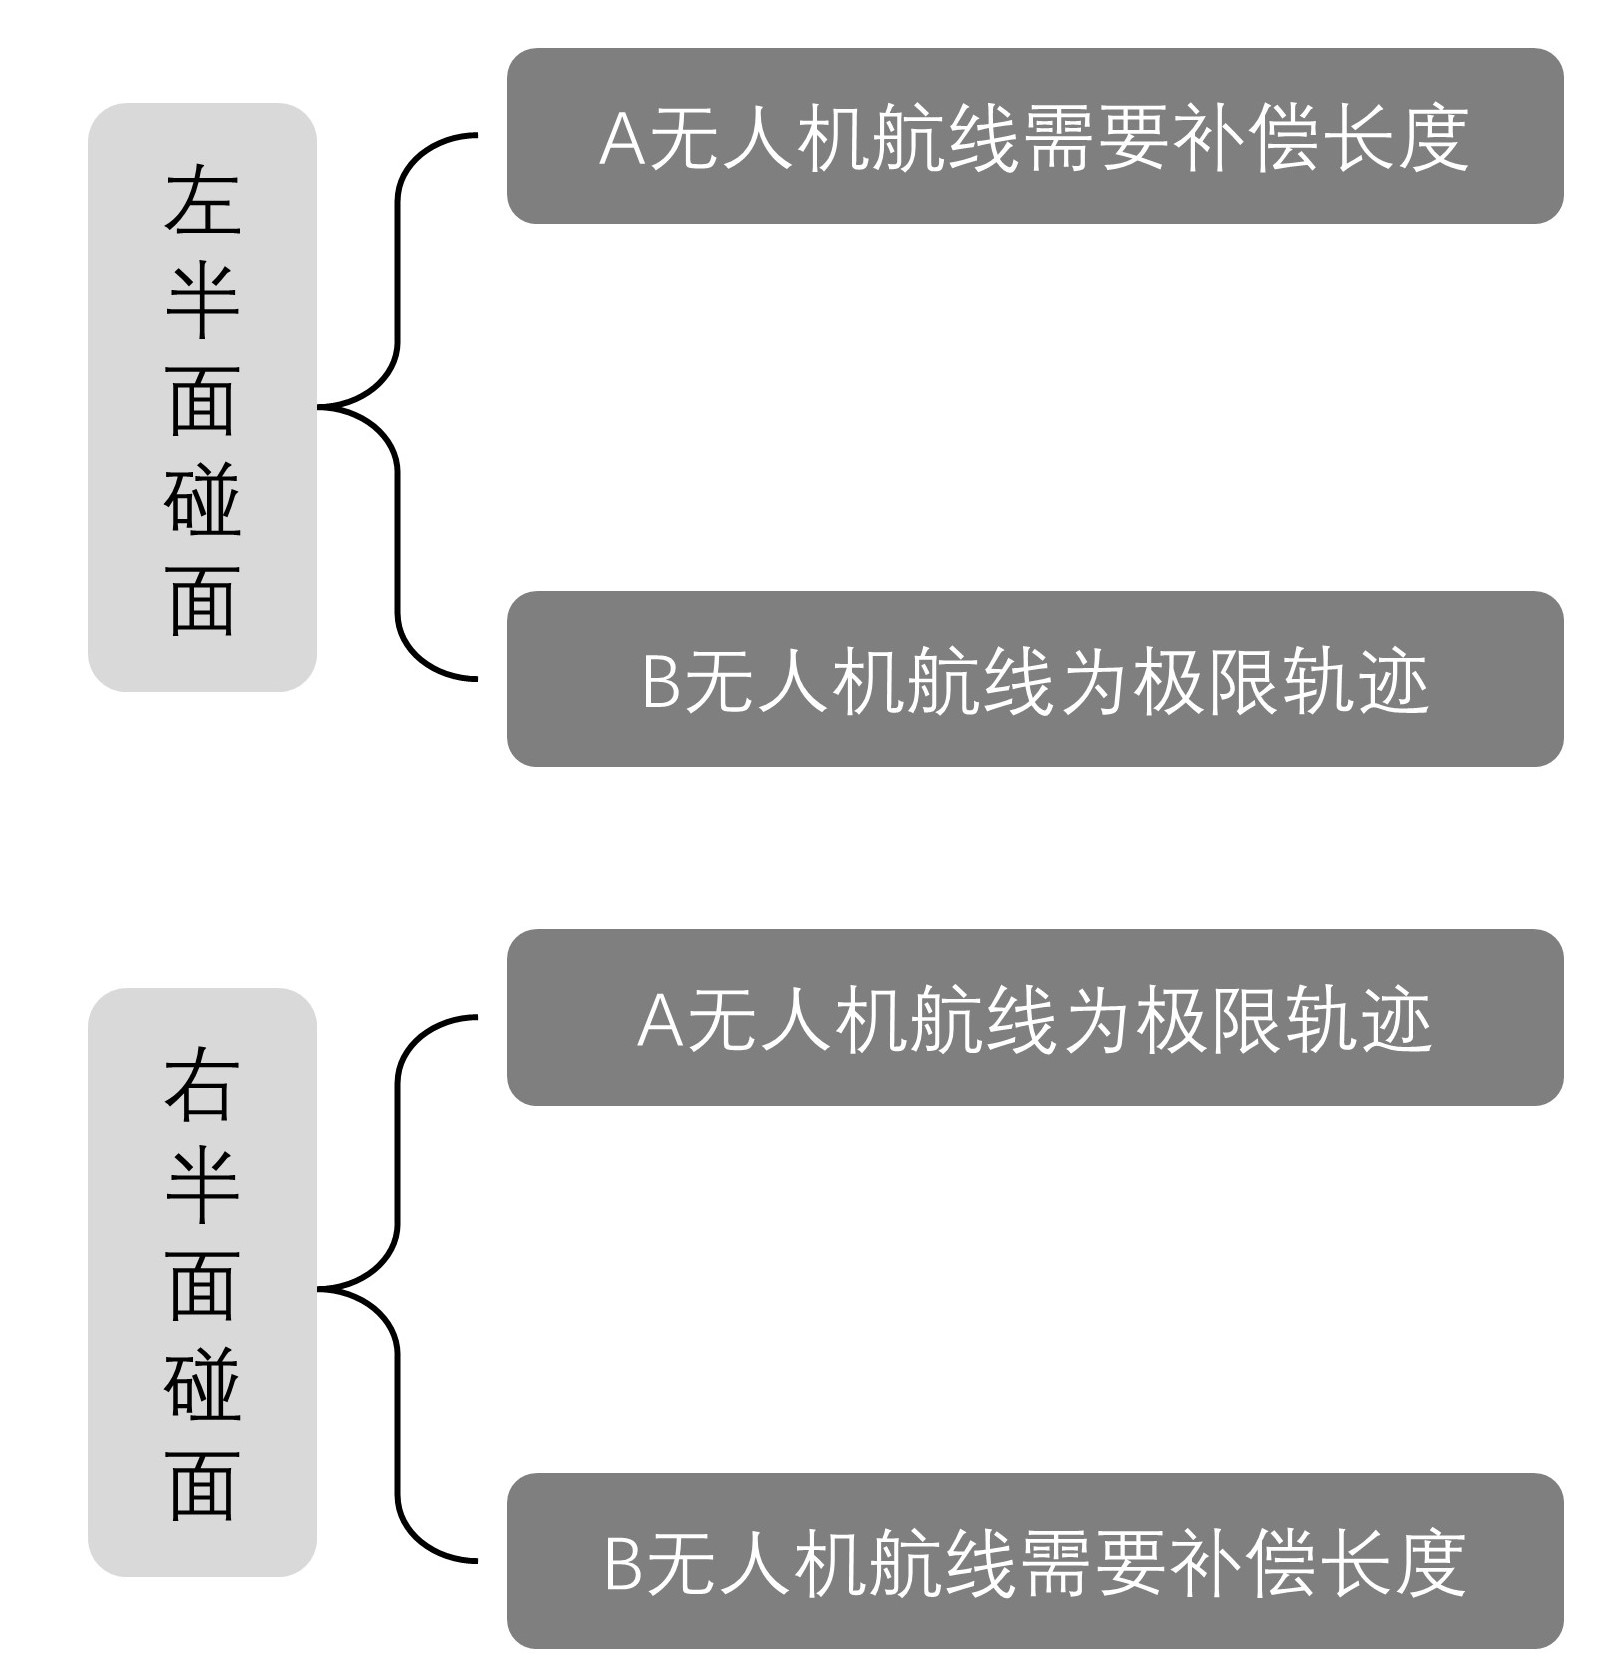 左半面碰面
A无人机航线需要补偿长度
B无人机航线为极限轨迹
右半面碰面
A无人机航线为极限轨迹
B无人机航线需要补偿长度